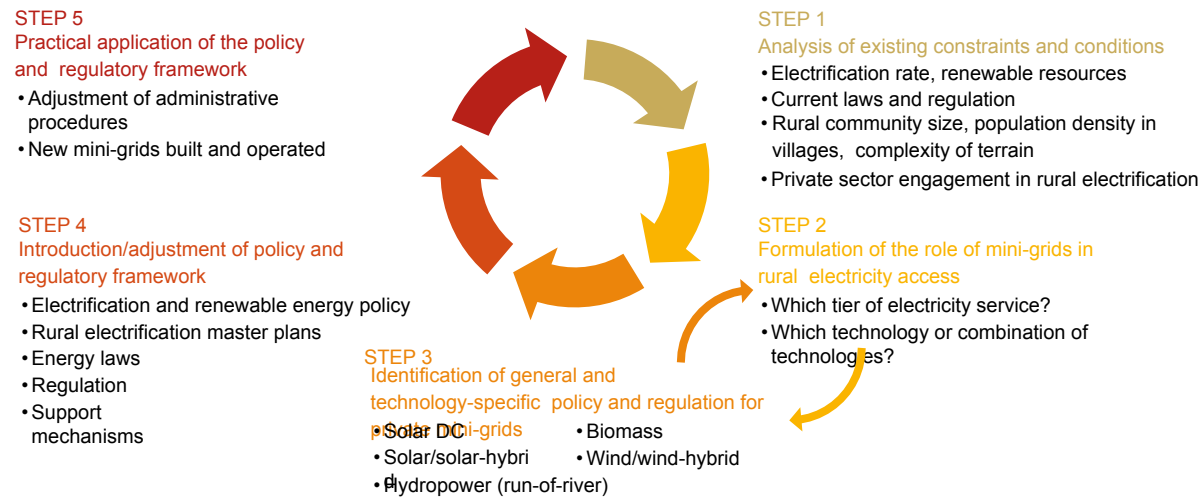 STEP 1
Analysis of existing constraints and conditions
• Electrification rate, renewable resources
• Current laws and regulation
• Rural community size, population density in
villages, complexity of terrain
• Private sector engagement in rural electrification
STEP 2
Formulation of the role of mini-grids in
rural electricity access
• Which tier of electricity service?
• Which technology or combination of
technologies?
STEP 3
Identification of general and
technology-specific policy and regulation for
private mini-grids
• Solar DC
• Solar/solar-hybri
d
• Hydropower (run-of-river)
• Biomass
• Wind/wind-hybrid
STEP 4
Introduction/adjustment of policy and
regulatory framework
• Electrification and renewable energy policy
• Rural electrification master plans
• Energy laws
• Regulation
• Support
mechanisms
STEP 5
Practical application of the policy
and regulatory framework
• Adjustment of administrative
procedures
• New mini-grids built and operated